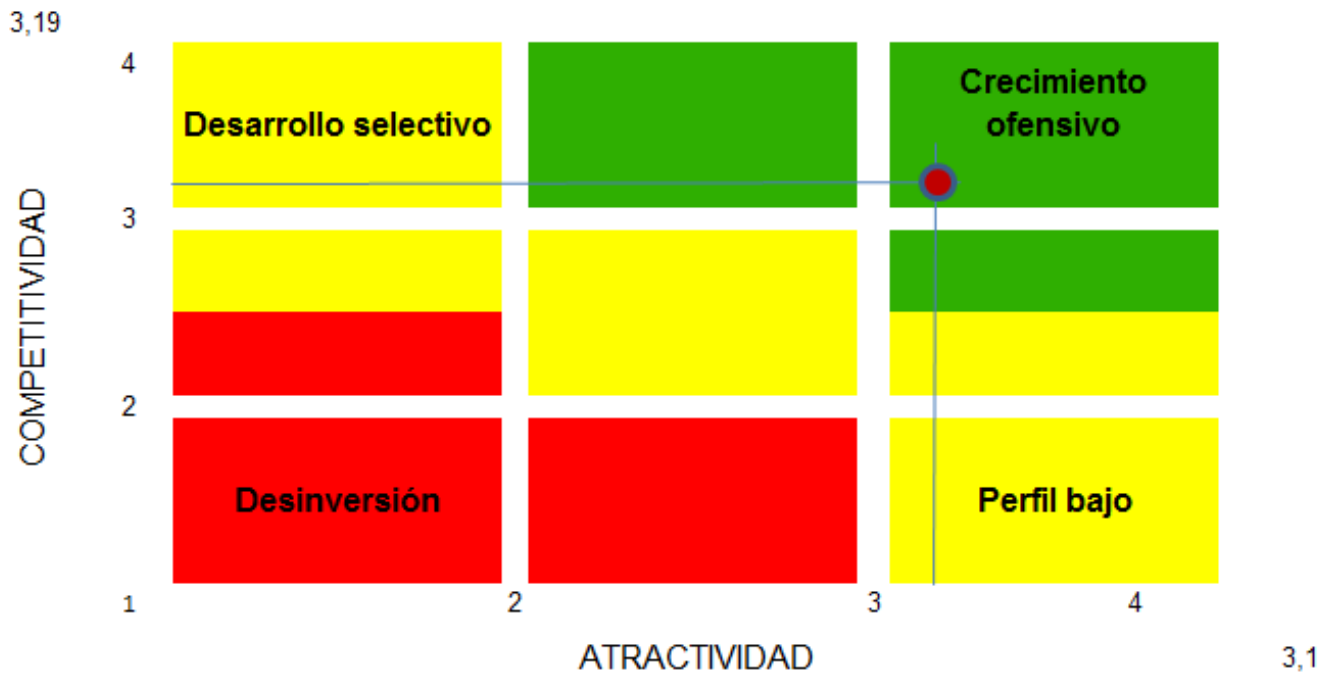 3,19
4
Desarrollo selectivo
Crecimiento
ofensivo
COMPETITIVIDAD
3
2
Desinversión
Perfil bajo
1
2
3
4
ATRACTIVIDAD
3,1